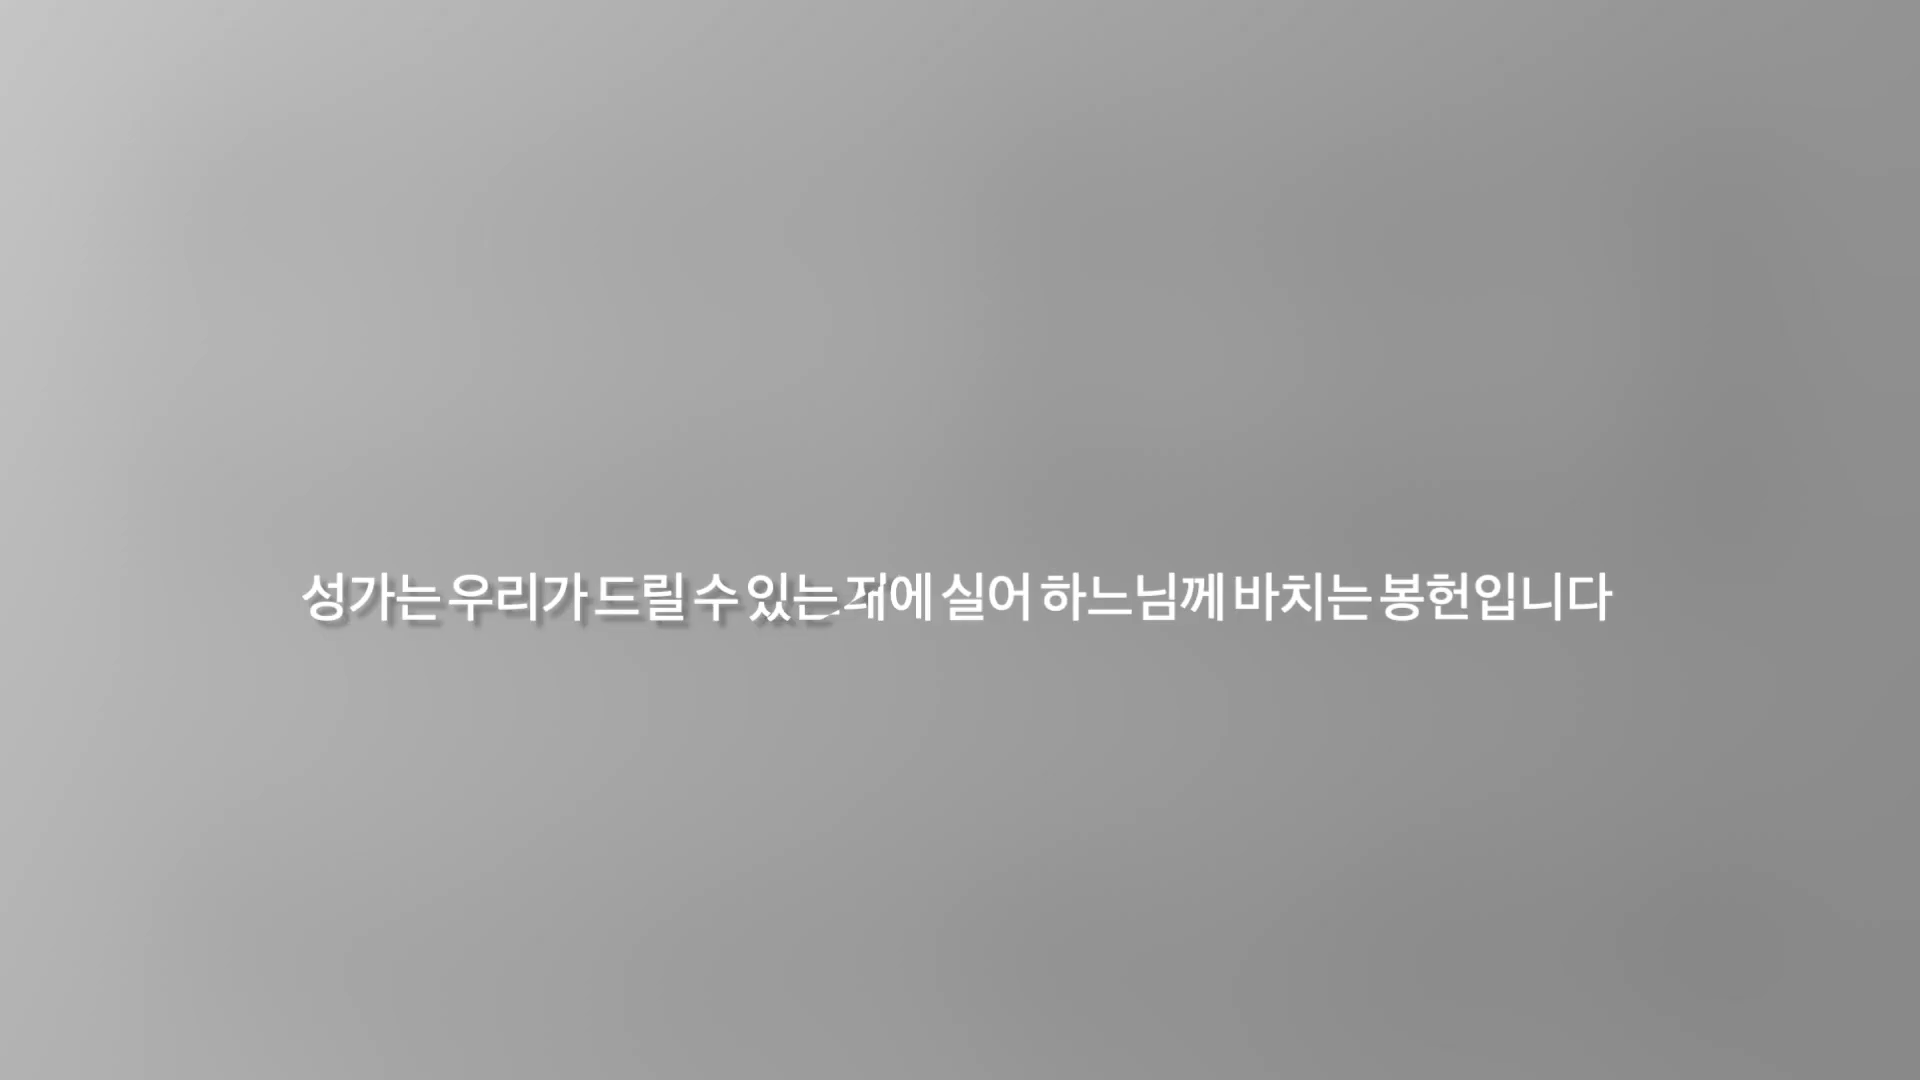 성가는 우리가 드릴 수 있는 에 실어 하느님께 바치는 봉헌입니다